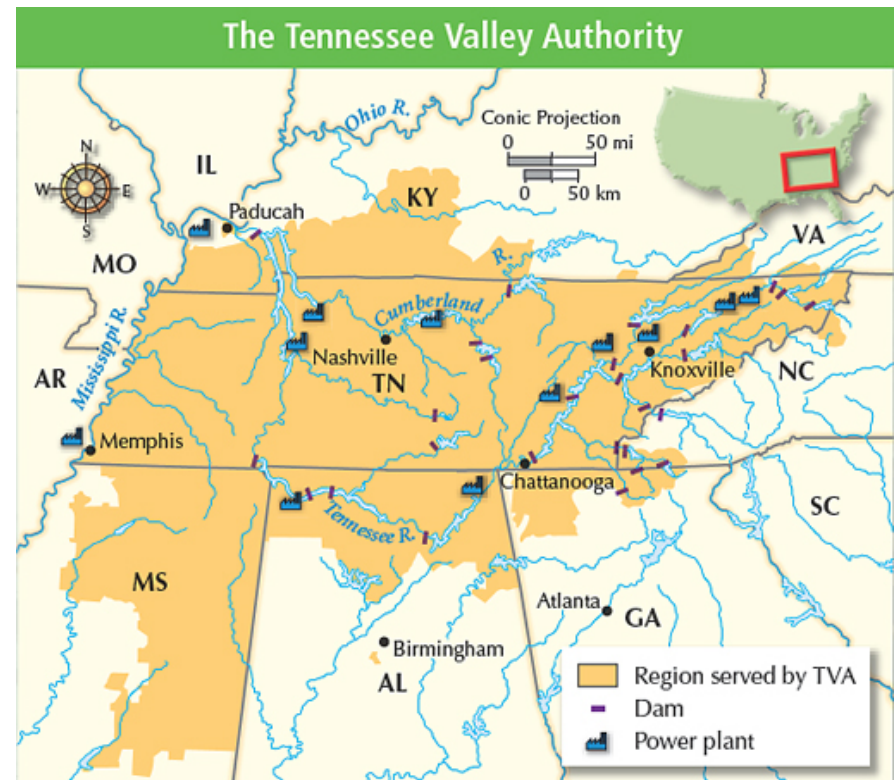 The Tennessee Valley Authority
Ohio R.
Conic Projection
0 50 mi
0 50 km
N
W E
S
IL
KY
Paducah
VA
MO
R.
Cumberland
Mississippi R.
Nashville
TN
Knoxville
AR
NC
Memphis
Chattanooga
Tennessee R.
SC
MS
Atlanta
GA
Birmingham
AL
Region served by TVA
Dam
Power plant